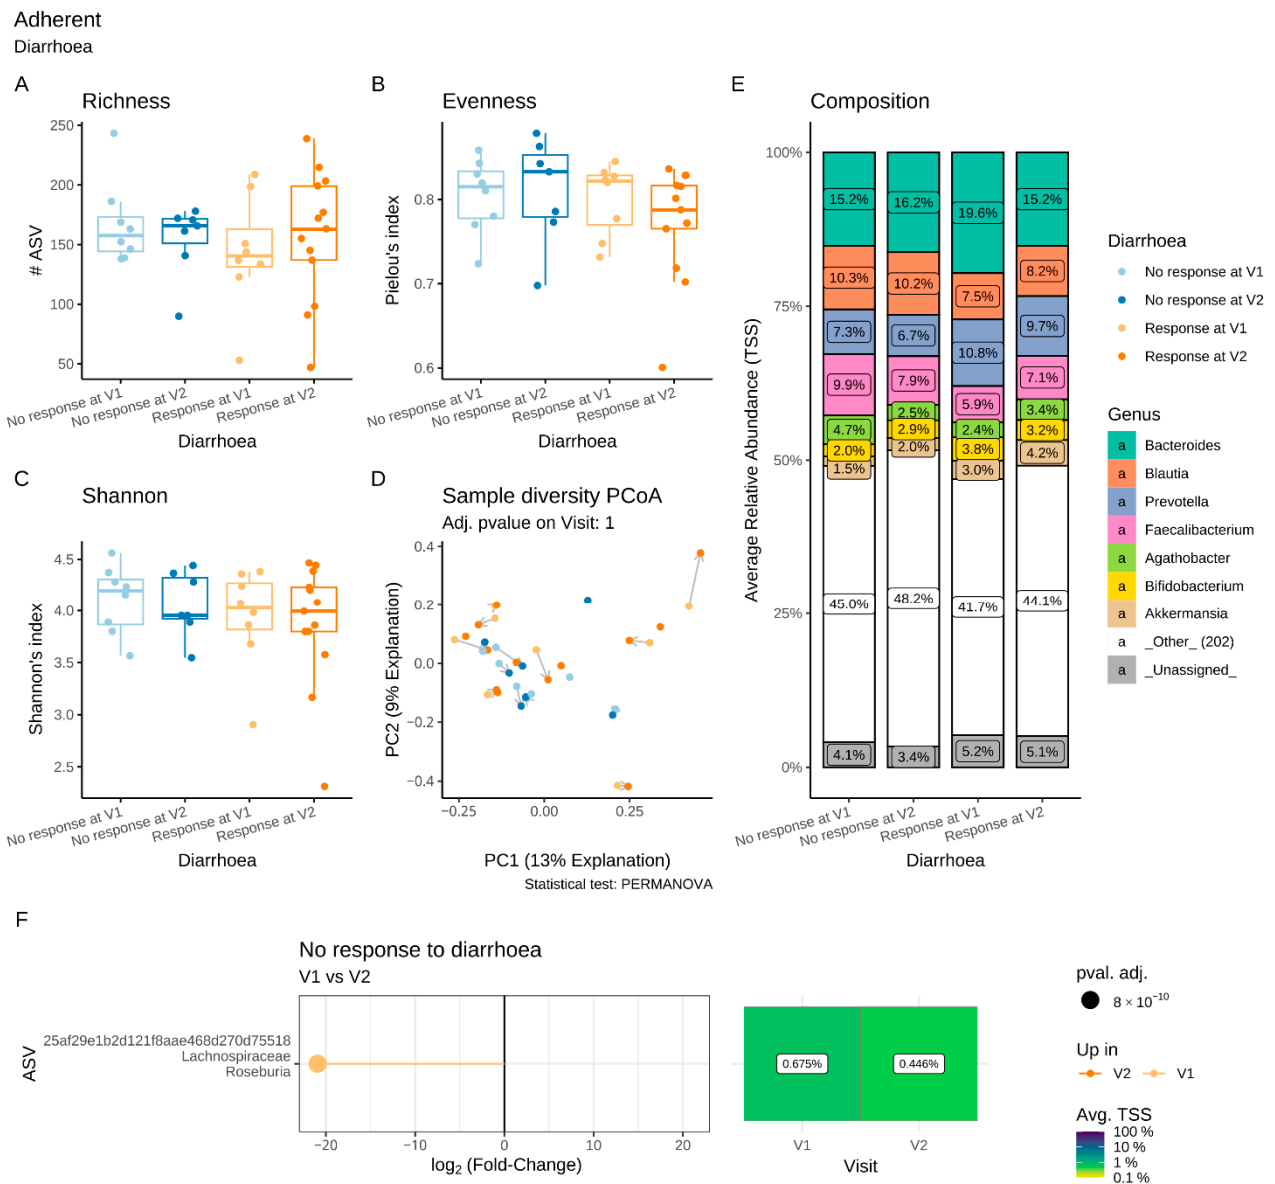 Adherent
Diarrhoea
A
Richness
# ASV
250
200
150
100
50
No response at V1
No response at V2
Response at V1
Response at V2
Diarrhoea
B
Evenness
Pielou's index
0.8
0.7
0.6
No response at V1
No response at V2
Response at V1
Response at V2
Diarrhoea
C
Shannon
Shannon's index
4.5
4.0
3.5
3.0
2.5
No response at V1
No response at V2
Response at V1
Response at V2
Diarrhoea
D
Sample diversity PCoA
Adj. pvalue on Visit: 1
PC2 (9% Explanation)
0.4
0.2
0.0
−0.2
−0.4
−0.25
0.00
0.25
PC1 (13% Explanation)
Statistical test: PERMANOVA
E
Composition
Average Relative Abundance (TSS)
100%
75%
50%
25%
0%
15.2%
10.3%
7.3%
9.9%
4.7%
2.0%
1.5%
45.0%
4.1%
16.2%
10.2%
6.7%
7.9%
2.5%
2.9%
2.0%
48.2%
3.4%
19.6%
7.5%
10.8%
5.9%
2.4%
3.8%
3.0%
41.7%
5.2%
15.2%
8.2%
9.7%
7.1%
3.4%
3.2%
4.2%
44.1%
5.1%
No response at V1
No response at V2
Response at V1
Response at V2
Diarrhoea
Diarrhoea
No response at V1
No response at V2
Response at V1
Response at V2
Genus
a Bacteroides
a Blautia
a Prevotella
a Faecalibacterium
a Agathobacter
a Bifidobacterium
a Akkermansia
a _Other_ (202)
a _Unassigned_
F
No response to diarrhoea
V1 vs V2
ASV
25af29e1b2d121f8aae468d270d75518
Lachnospiraceae
Roseburia
−20
−10
0
10
20
log₂ (Fold-Change)
0.675%
0.446%
V1
V2
Visit
pval. adj.
8 × 10⁻¹⁰
Up in
V2 V1
Avg. TSS
100 %
10 %
1 %
0.1 %